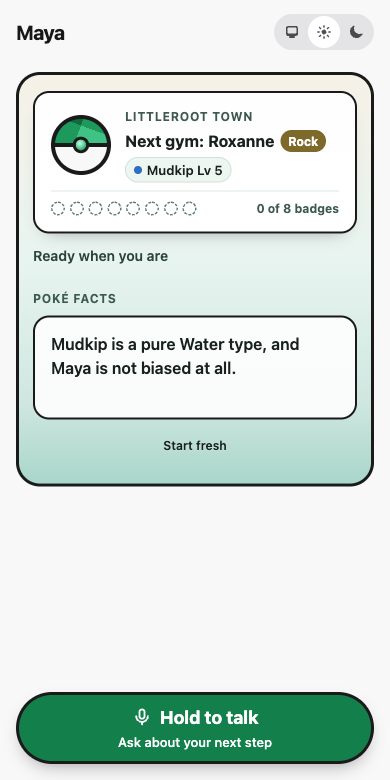 Maya
LITTLEROOT TOWN
Next gym: Roxanne Rock
Mudkip Lv 5
0 of 8 badges
Ready when you are
POKÉ FACTS
Mudkip is a pure Water type, and
Maya is not biased at all.
Start fresh
Hold to talk
Ask about your next step